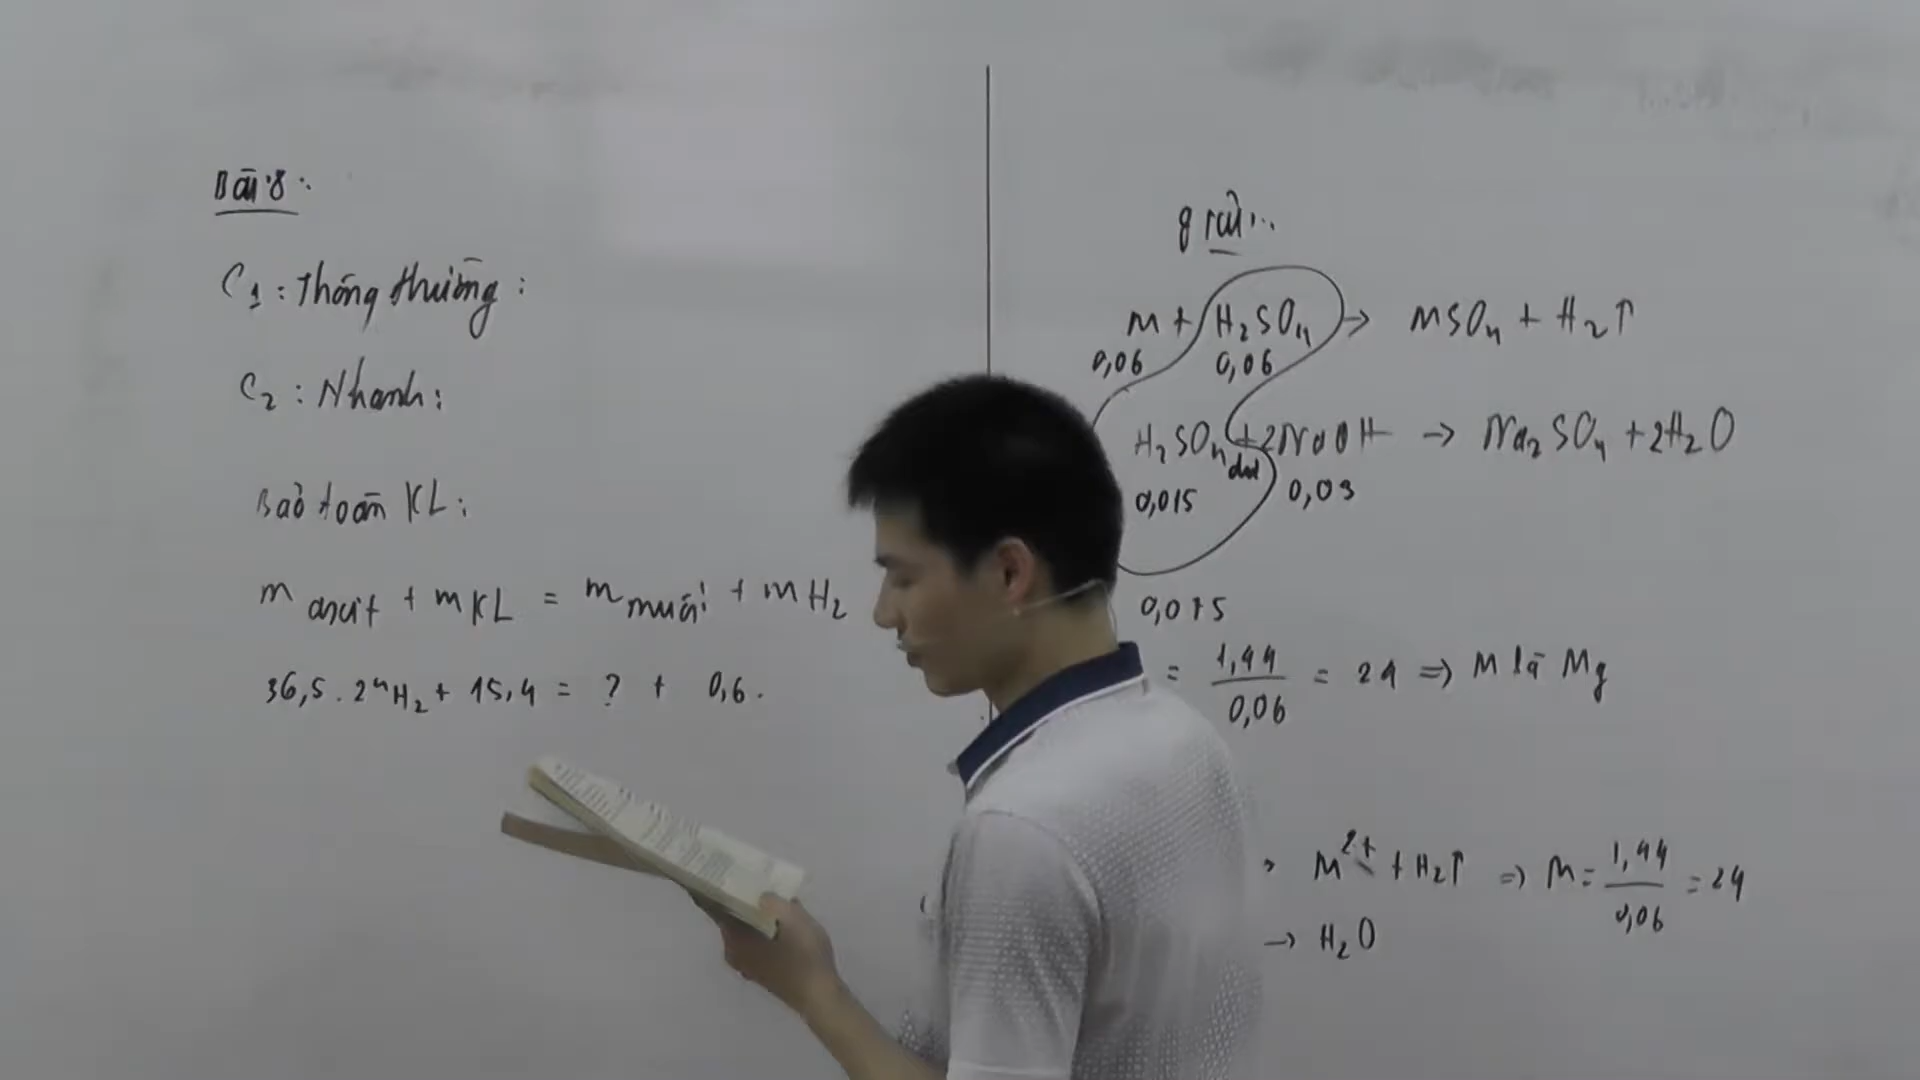 Bài 8:
C1: Thông thường:
C2: Nhanh:
Bảo toàn KL:
m axit + m KL = m muối + m H2
36,5 . 2nH2 + 15,4 = ? + 0,6.
M + H2SO4 → MSO4 + H2↑
0,06 0,06
H2SO4 dư + 2NaOH → Na2SO4 + 2H2O
0,015 0,03
0,075
= 1,44 / 0,06 = 24 => M là Mg
M2+ + H2↑ => M = 1,44 / 0,06 = 24
→ H2O